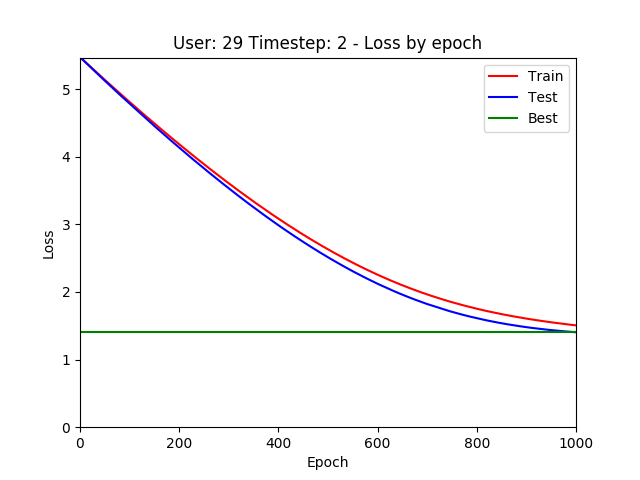 User: 29 Timestep: 2 - Loss by epoch
Train
Test
Best
5
4
3
2
1
0
Loss
0 200 400 600 800 1000
Epoch